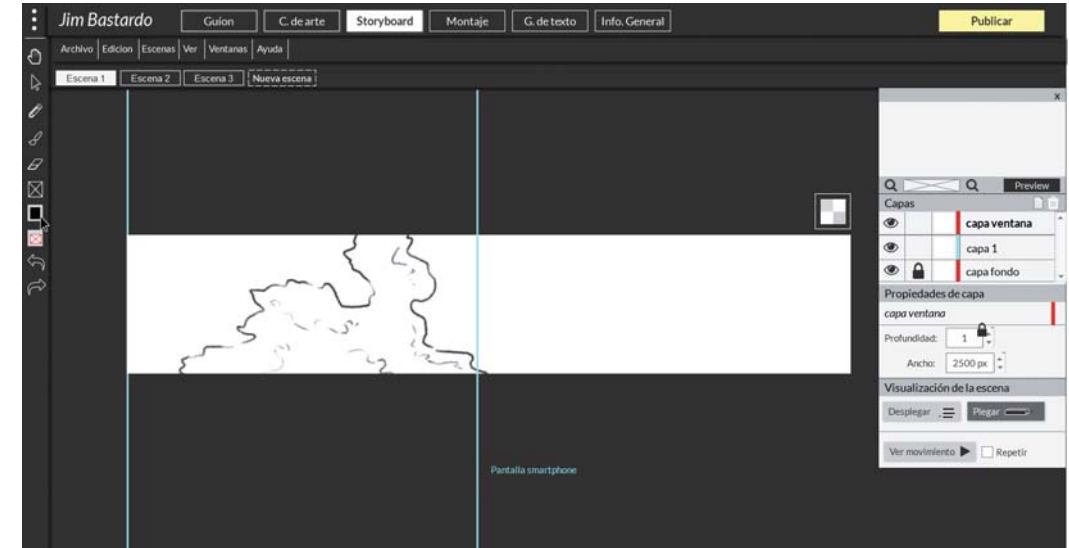 Jim Bastardo Guíon C. de arte Storyboard Montaje G. de texto Info. General Publicar
Archivo Edicion Escenas Ver Ventanas Ayuda
Escena 1 Escena 2 Escena 3 Nueva escena
x
Preview
Capas
capa ventana
capa 1
capa fondo
Propiedades de capa
capa ventana
Profundidad: 1
Ancho: 2500 px
Visualización de la escena
Desplegar Plegar
Ver movimiento Repetir
Pantalla smartphone